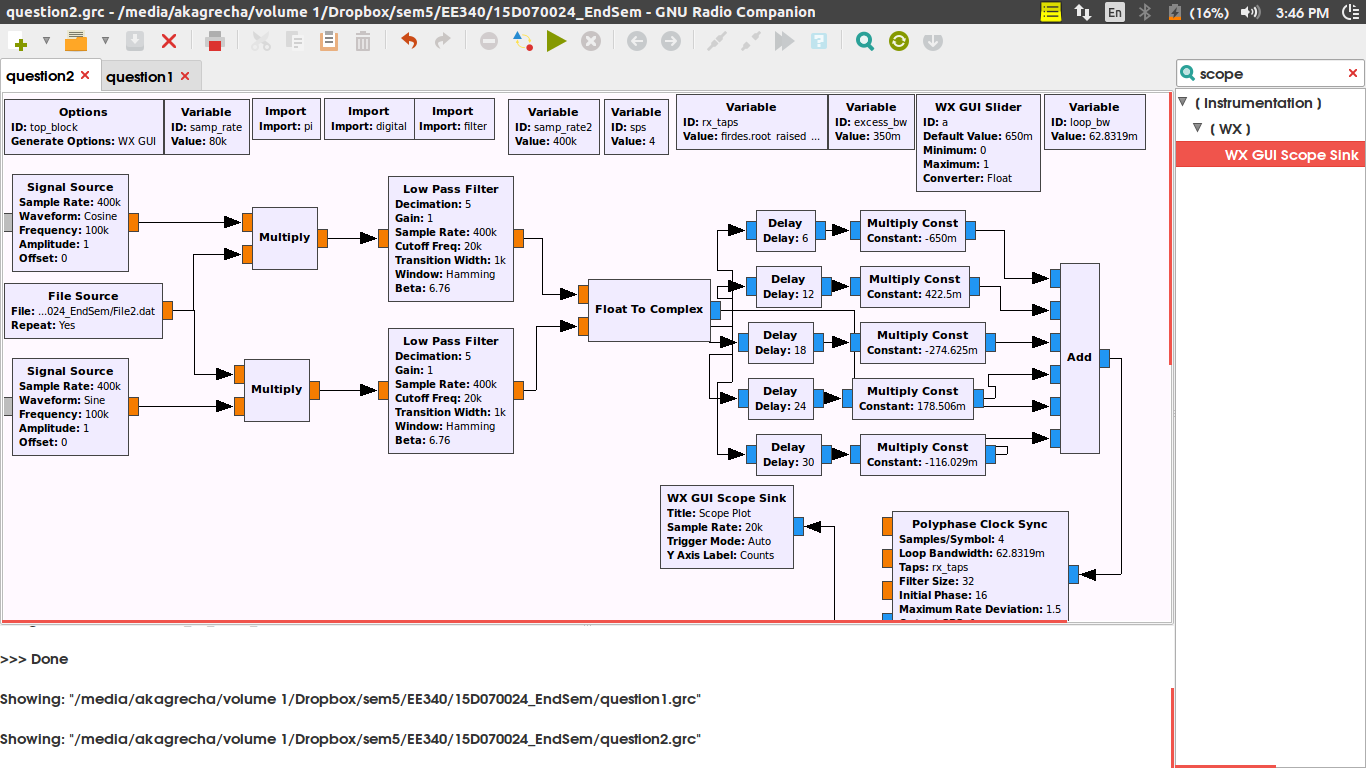 question2.grc - /media/akagrecha/volume 1/Dropbox/sem5/EE340/15D070024_EndSem - GNU Radio Companion
En
(16%)
3:46 PM
question2
question1
scope
Options
ID: top_block
Generate Options: WX GUI
Variable
ID: samp_rate
Value: 80k
Import
Import: pi
Import
Import: digital
Import
Import: filter
Variable
ID: samp_rate2
Value: 400k
Variable
ID: sps
Value: 4
Variable
ID: rx_taps
Value: firdes.root_raised_...
Variable
ID: excess_bw
Value: 350m
WX GUI Slider
ID: a
Default Value: 650m
Minimum: 0
Maximum: 1
Converter: Float
Variable
ID: loop_bw
Value: 62.8319m
[ Instrumentation ]
[ WX ]
WX GUI Scope Sink
Signal Source
Sample Rate: 400k
Waveform: Cosine
Frequency: 100k
Amplitude: 1
Offset: 0
Multiply
Low Pass Filter
Decimation: 5
Gain: 1
Sample Rate: 400k
Cutoff Freq: 20k
Transition Width: 1k
Window: Hamming
Beta: 6.76
File Source
File: ...024_EndSem/File2.dat
Repeat: Yes
Signal Source
Sample Rate: 400k
Waveform: Sine
Frequency: 100k
Amplitude: 1
Offset: 0
Multiply
Low Pass Filter
Decimation: 5
Gain: 1
Sample Rate: 400k
Cutoff Freq: 20k
Transition Width: 1k
Window: Hamming
Beta: 6.76
Float To Complex
Delay
Delay: 6
Multiply Const
Constant: -650m
Delay
Delay: 12
Multiply Const
Constant: 422.5m
Delay
Delay: 18
Multiply Const
Constant: -274.625m
Delay
Delay: 24
Multiply Const
Constant: 178.506m
Delay
Delay: 30
Multiply Const
Constant: -116.029m
Add
WX GUI Scope Sink
Title: Scope Plot
Sample Rate: 20k
Trigger Mode: Auto
Y Axis Label: Counts
Polyphase Clock Sync
Samples/Symbol: 4
Loop Bandwidth: 62.8319m
Taps: rx_taps
Filter Size: 32
Initial Phase: 16
Maximum Rate Deviation: 1.5
>>> Done
Showing: "/media/akagrecha/volume 1/Dropbox/sem5/EE340/15D070024_EndSem/question1.grc"
Showing: "/media/akagrecha/volume 1/Dropbox/sem5/EE340/15D070024_EndSem/question2.grc"